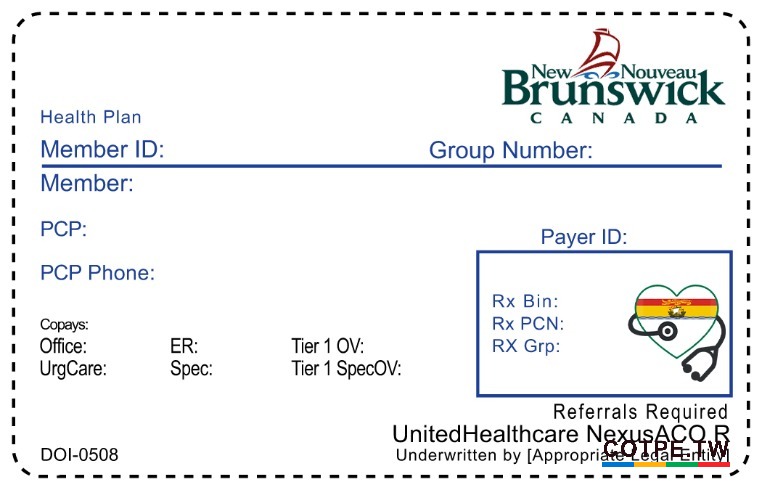 New Nouveau
Brunswick
CANADA
Health Plan
Member ID: Group Number:
Member:
PCP:
Payer ID:
PCP Phone:
Rx Bin:
Rx PCN:
RX Grp:
Copays:
Office: ER: Tier 1 OV:
UrgCare: Spec: Tier 1 SpecOV:
Referrals Required
UnitedHealthcare NexusACO R
DOI-0508 Underwritten by [Appropriate Legal Entity]
COTPE.TW